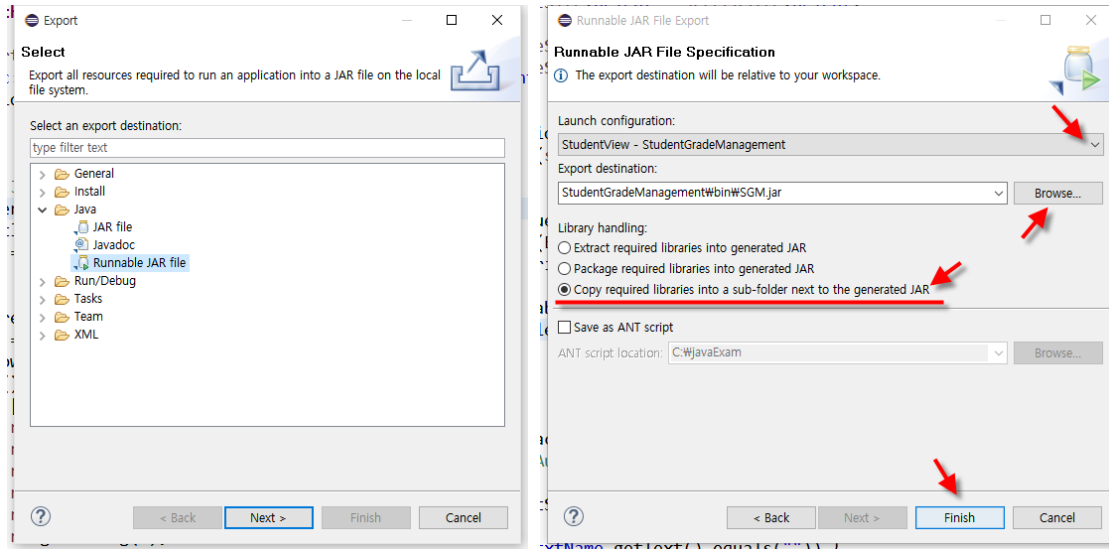 Export
Select
Export all resources required to run an application into a JAR file on the local
file system.
Select an export destination:
type filter text
General
Install
Java
JAR file
Javadoc
Runnable JAR file
Run/Debug
Tasks
Team
XML
< Back
Next >
Finish
Cancel
Runnable JAR File Export
Runnable JAR File Specification
The export destination will be relative to your workspace.
Launch configuration:
StudentView - StudentGradeManagement
Export destination:
StudentGradeManagement₩bin₩SGM.jar
Browse...
Library handling:
Extract required libraries into generated JAR
Package required libraries into generated JAR
Copy required libraries into a sub-folder next to the generated JAR
Save as ANT script
ANT script location:
C:₩javaExam
Browse...
< Back
Next >
Finish
Cancel